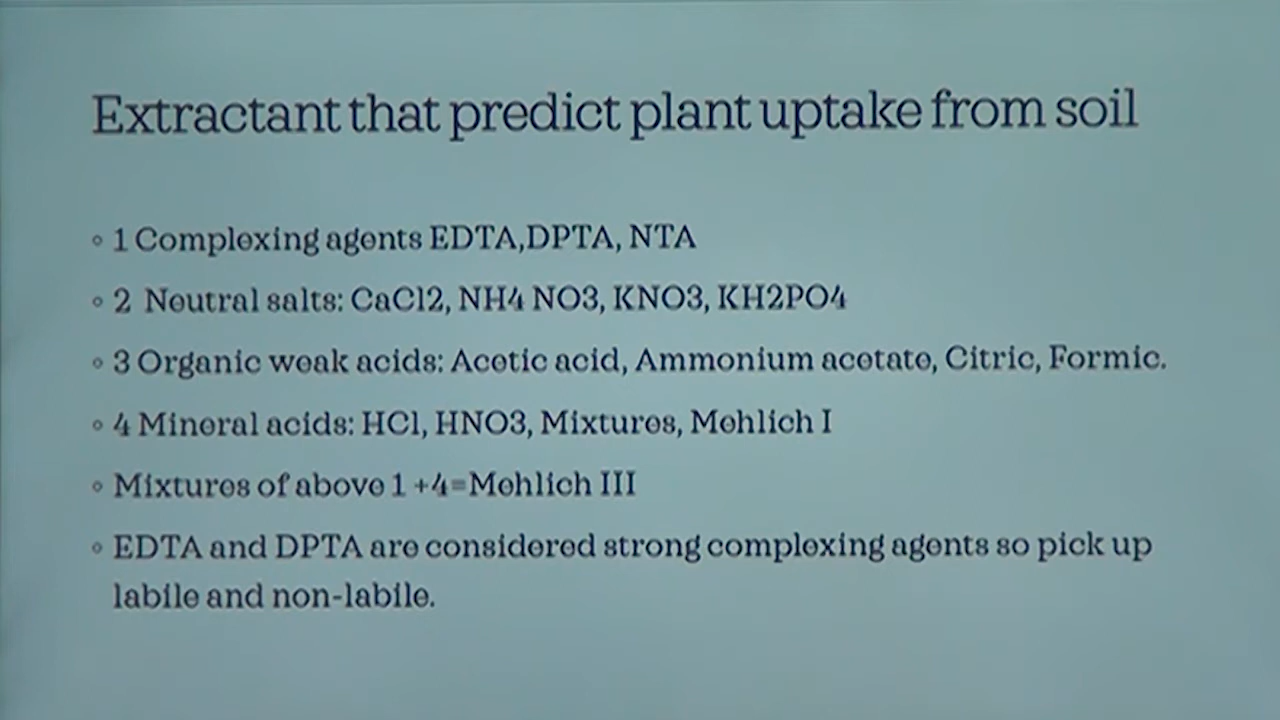 Extractant that predict plant uptake from soil
◦ 1 Complexing agents EDTA,DPTA, NTA
◦ 2 Neutral salts: CaCl2, NH4 NO3, KNO3, KH2PO4
◦ 3 Organic weak acids: Acetic acid, Ammonium acetate, Citric, Formic.
◦ 4 Mineral acids: HCl, HNO3, Mixtures, Mehlich I
◦ Mixtures of above 1 +4=Mehlich III
◦ EDTA and DPTA are considered strong complexing agents so pick up
labile and non-labile.